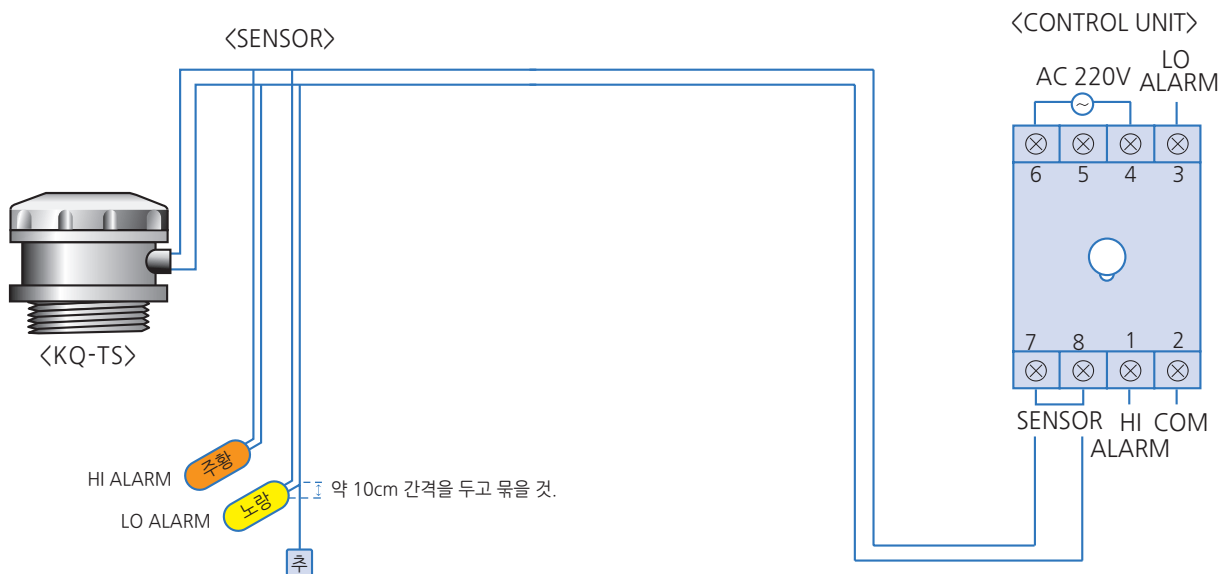 <SENSOR>
<CONTROL UNIT>
AC 220V
LO
ALARM
6 5 4 3
<KQ-TS>
7 8 1 2
SENSOR HI COM
ALARM
HI ALARM
주황
LO ALARM
노랑
약 10cm 간격을 두고 묶을 것.
추